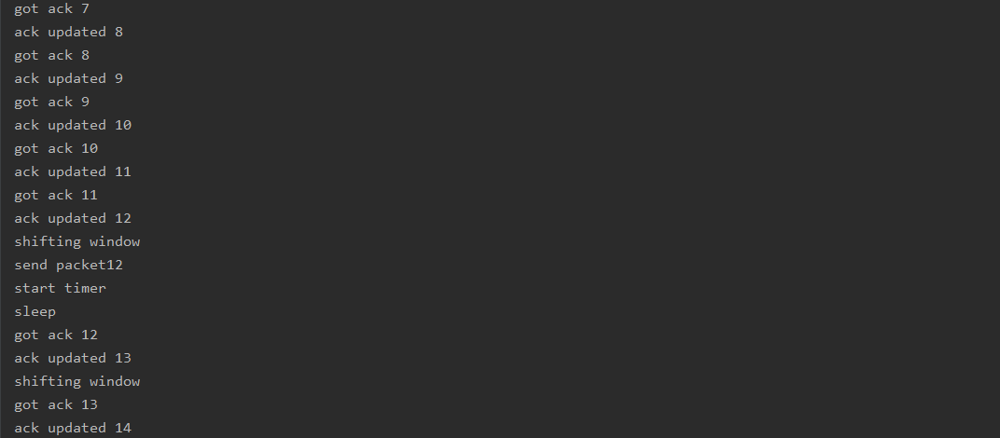 got ack 7
ack updated 8
got ack 8
ack updated 9
got ack 9
ack updated 10
got ack 10
ack updated 11
got ack 11
ack updated 12
shifting window
send packet12
start timer
sleep
got ack 12
ack updated 13
shifting window
got ack 13
ack updated 14